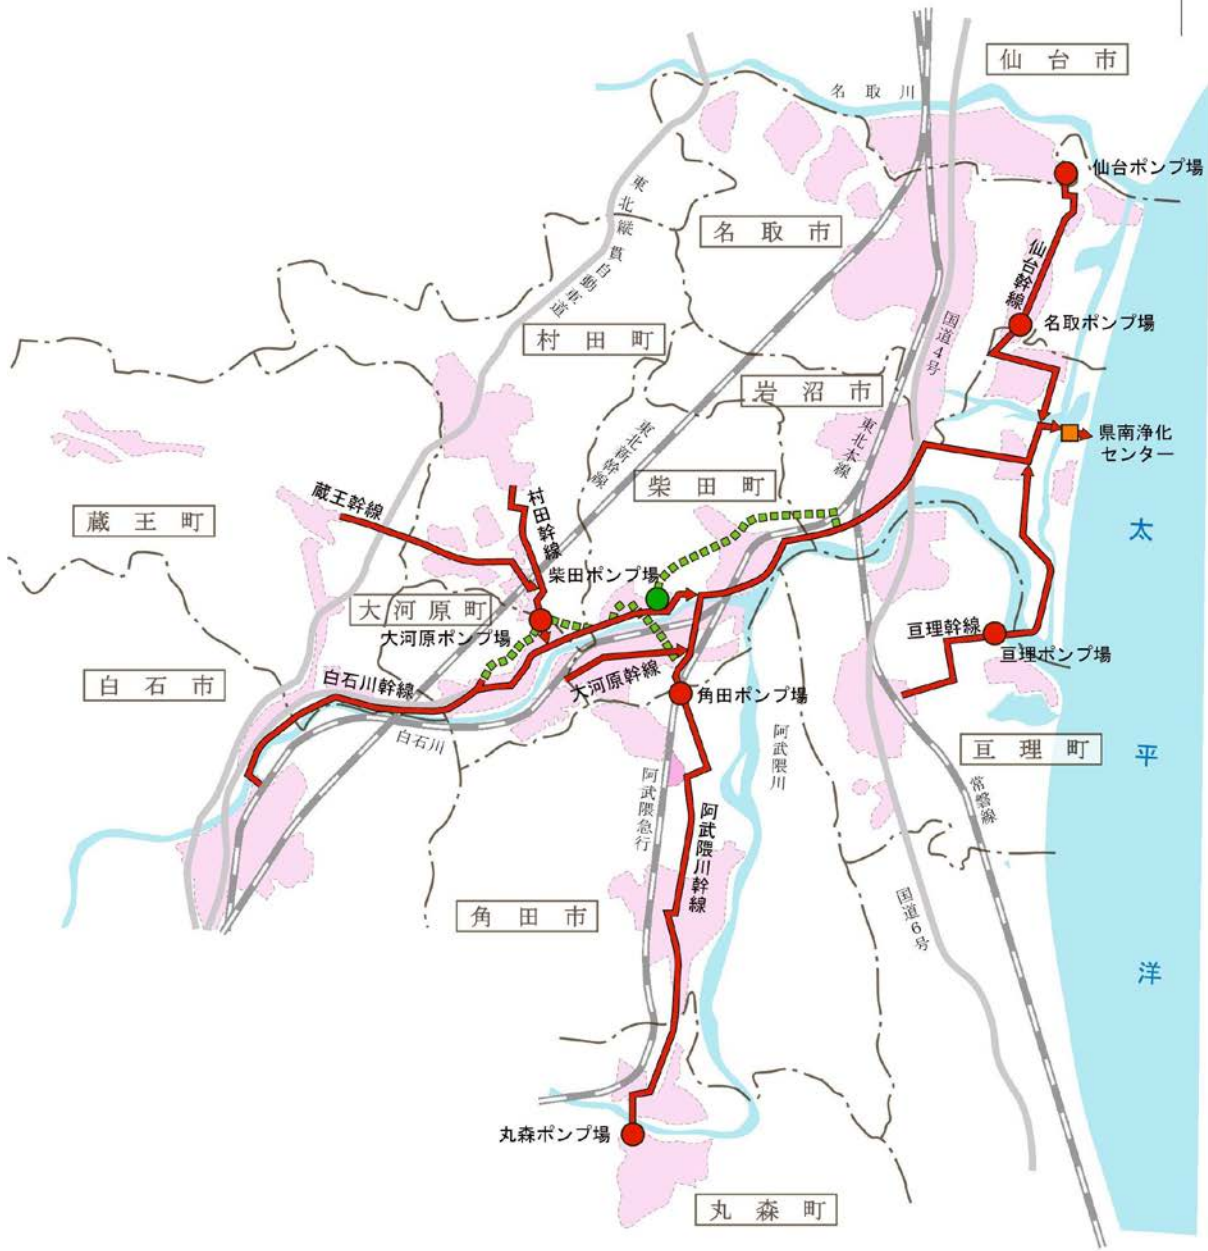 仙台市
名取川
仙台ポンプ場
東北縦貫自動車道
名取市
仙台幹線
名取ポンプ場
国道4号
村田町
岩沼市
東北新幹線
東北本線
県南浄化
センター
柴田町
蔵王幹線
村田幹線
蔵王町
太平洋
柴田ポンプ場
大河原町
大河原ポンプ場
亘理幹線
亘理ポンプ場
白石市
白石川幹線
大河原幹線
角田ポンプ場
白石川
阿武隈川
亘理町
阿武隈急行
常磐線
阿武隈川幹線
角田市
国道6号
丸森ポンプ場
丸森町